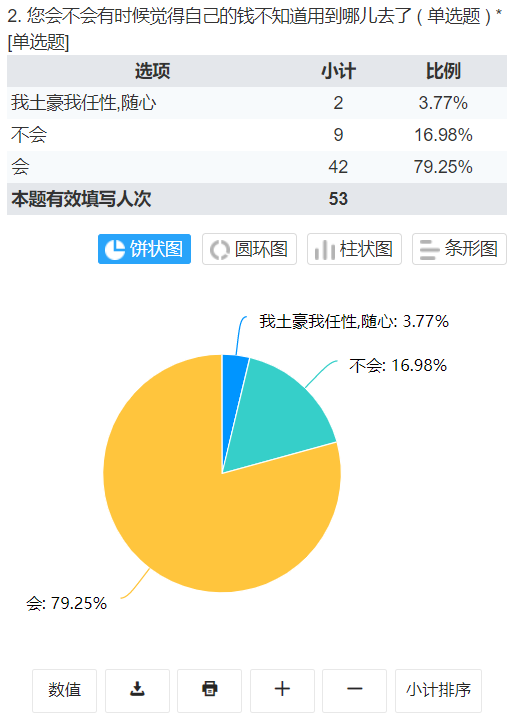 2. 您会不会有时候觉得自己的钱不知道用到哪儿去了 ( 单选题 ) *
[单选题]
选项 小计 比例
我土豪我任性,随心 2 3.77%
不会 9 16.98%
会 42 79.25%
本题有效填写人次 53
饼状图 圆环图 柱状图 条形图
我土豪我任性,随心: 3.77%
不会: 16.98%
会: 79.25%
数值 小计排序